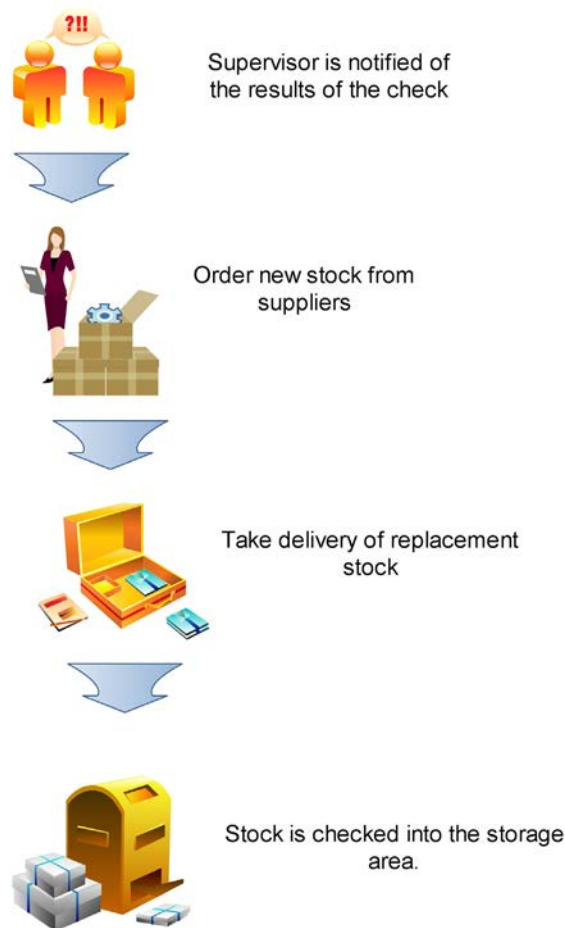 ?!!
Supervisor is notified of
the results of the check
Order new stock from
suppliers
Take delivery of replacement
stock
Stock is checked into the storage
area.